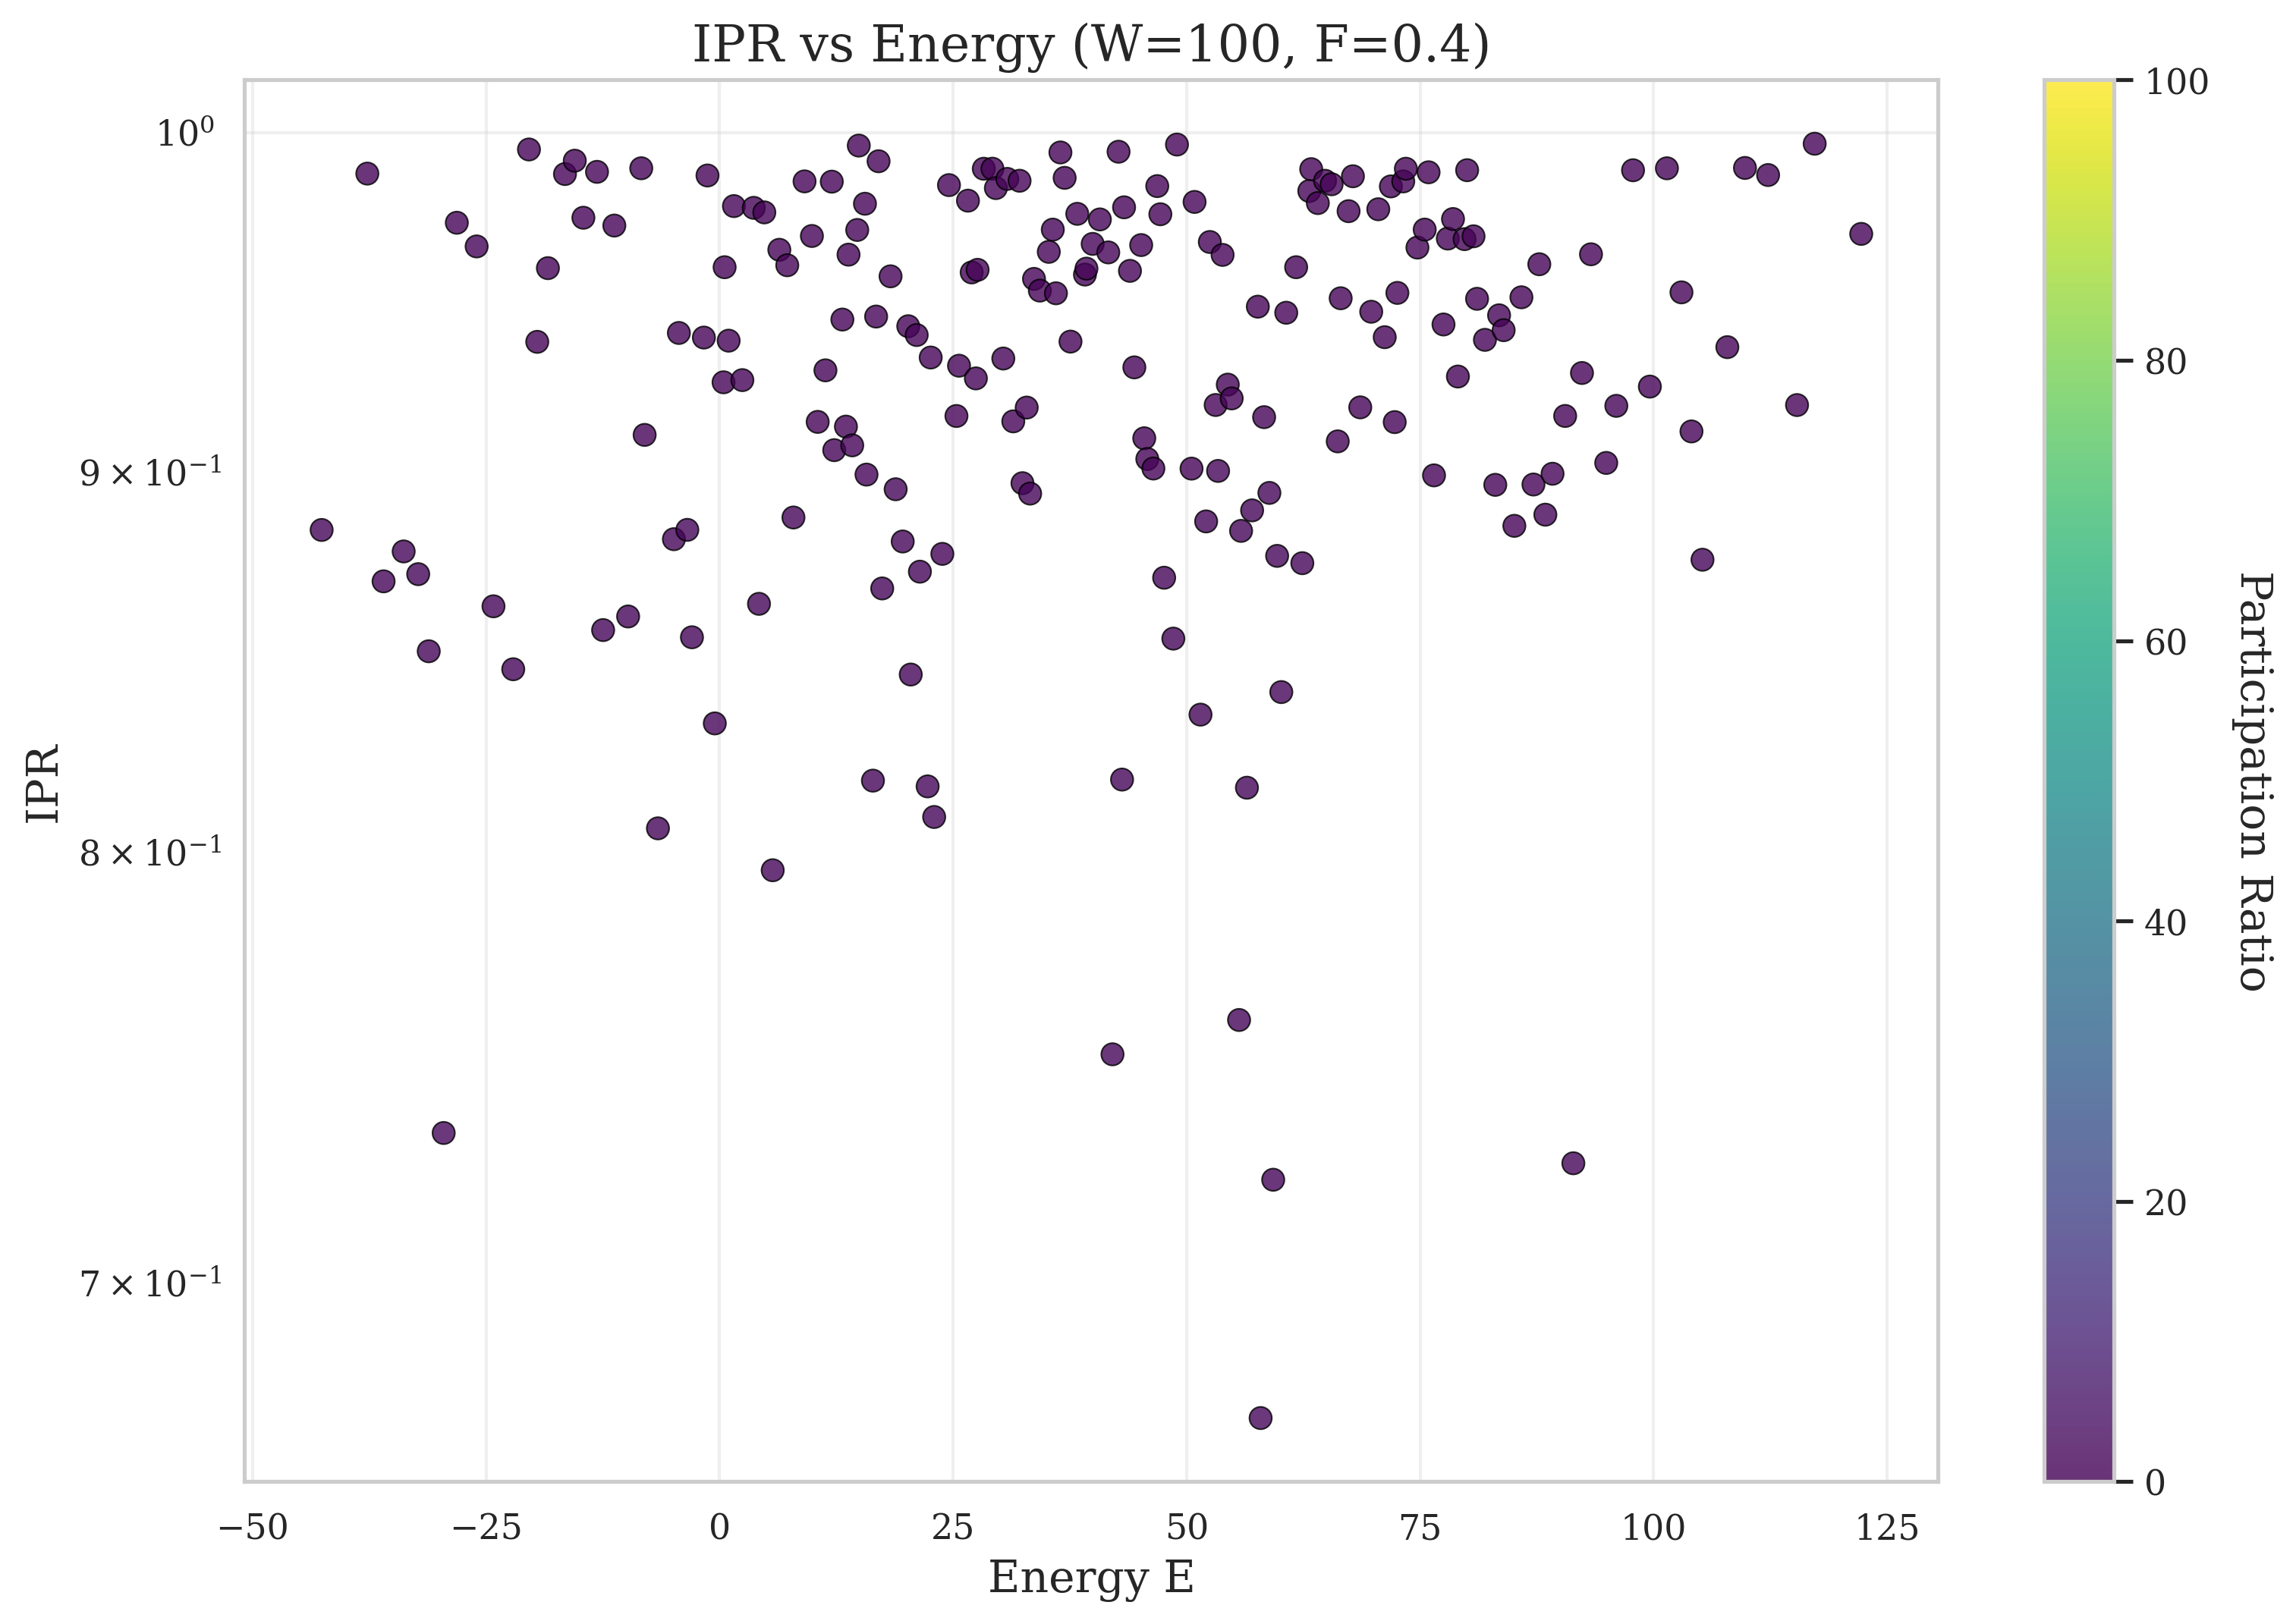 IPR vs Energy (W=100, F=0.4)
10⁰
9 × 10⁻¹
8 × 10⁻¹
7 × 10⁻¹
IPR
−50 −25 0 25 50 75 100 125
Energy E
100
80
60
40
20
0
Participation Ratio